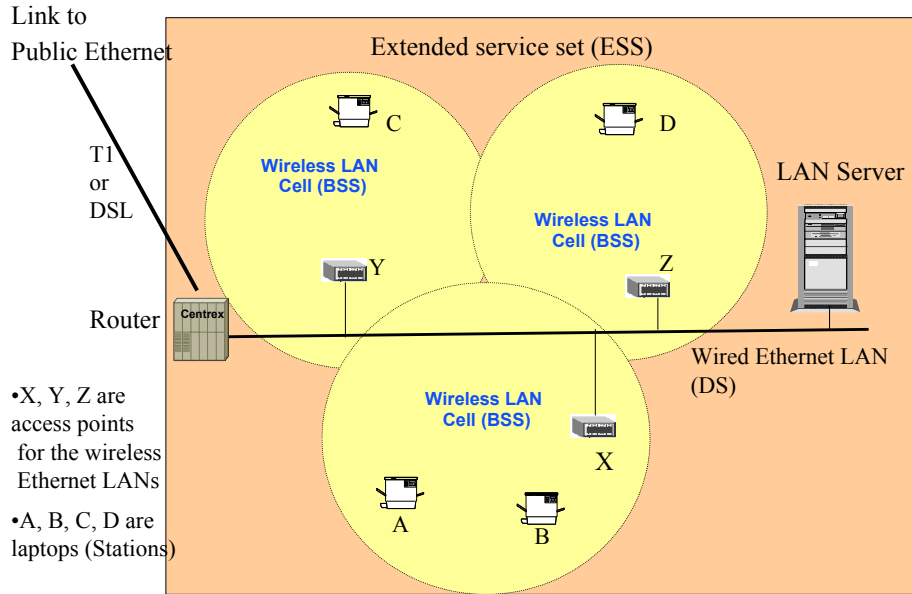 Link to
Public Ethernet
Extended service set (ESS)
C
D
T1
or
DSL
Wireless LAN
Cell (BSS)
LAN Server
Wireless LAN
Cell (BSS)
Y
Z
Router
Centrex
Wired Ethernet LAN
(DS)
•X, Y, Z are
access points
for the wireless
Ethernet LANs
Wireless LAN
Cell (BSS)
X
A
B
•A, B, C, D are
laptops (Stations)